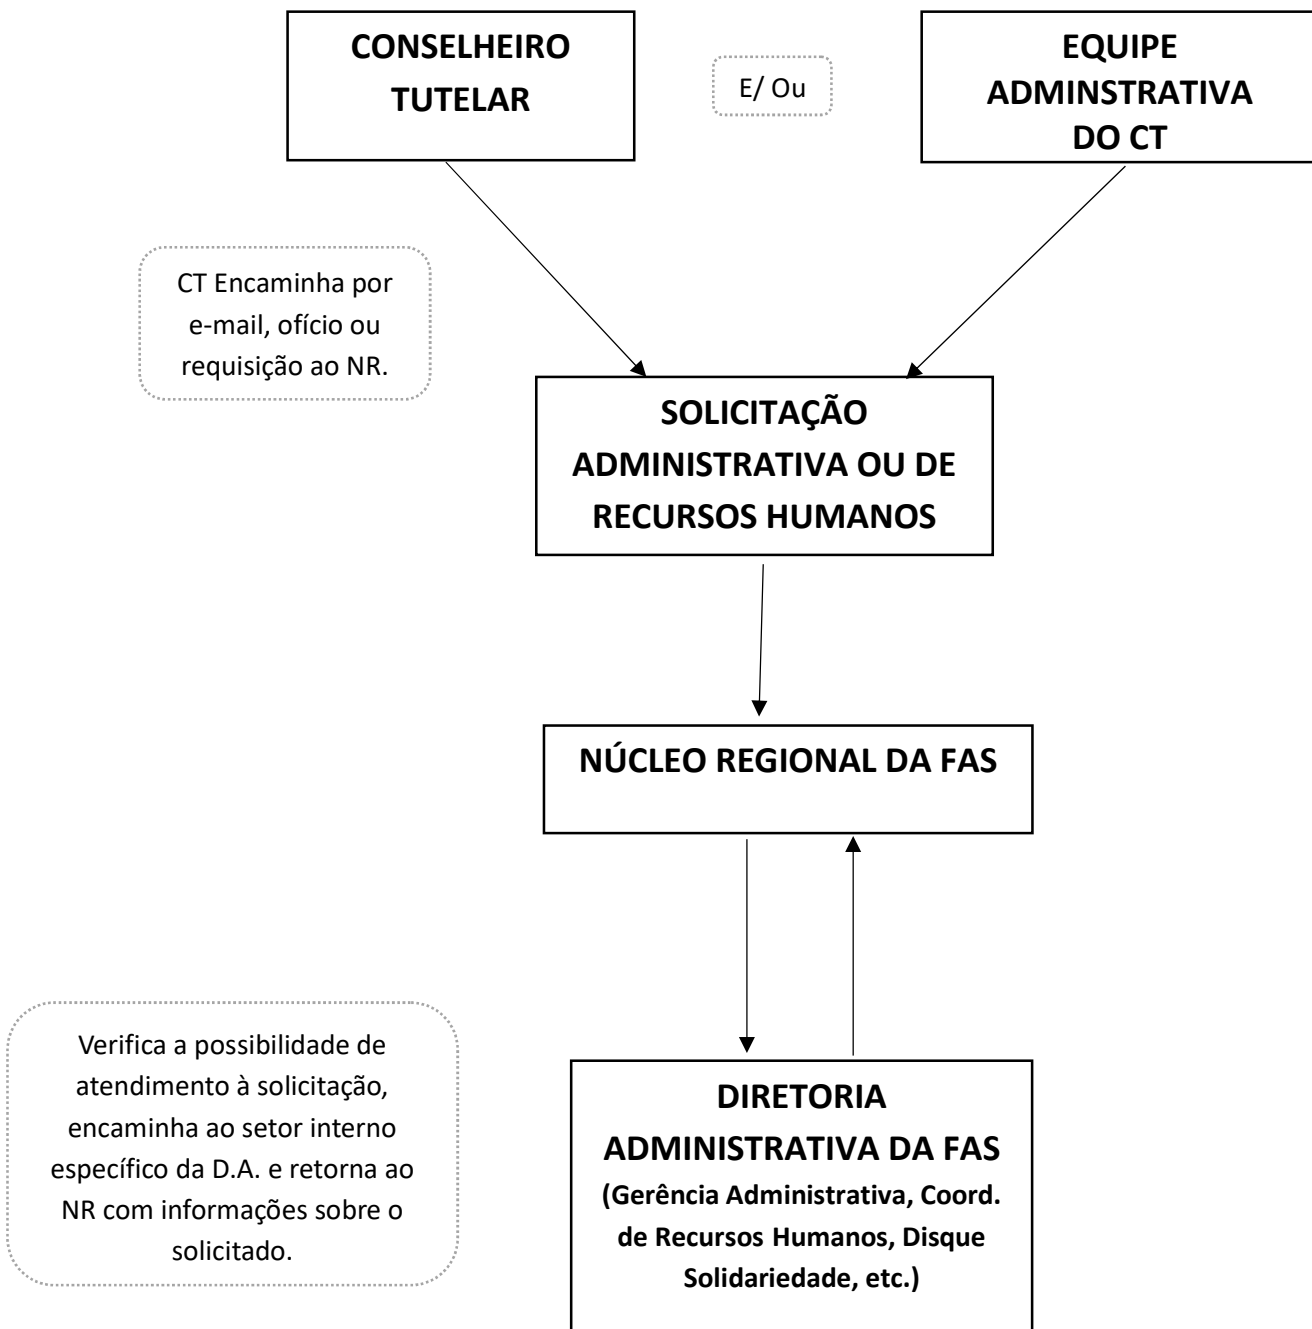 CONSELHEIRO
TUTELAR
E/ Ou
EQUIPE
ADMINSTRATIVA
DO CT
CT Encaminha por
e-mail, ofício ou
requisição ao NR.
SOLICITAÇÃO
ADMINISTRATIVA OU DE
RECURSOS HUMANOS
NÚCLEO REGIONAL DA FAS
Verifica a possibilidade de
atendimento à solicitação,
encaminha ao setor interno
específico da D.A. e retorna ao
NR com informações sobre o
solicitado.
DIRETORIA
ADMINISTRATIVA DA FAS
(Gerência Administrativa, Coord.
de Recursos Humanos, Disque
Solidariedade, etc.)